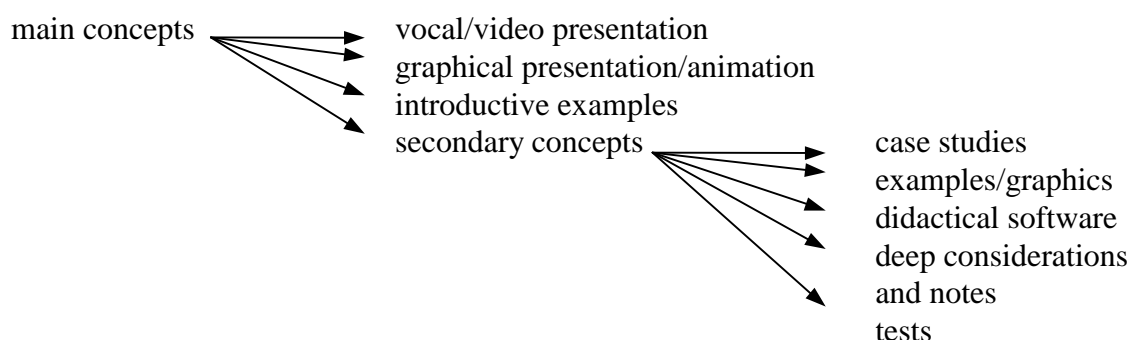 main concepts
vocal/video presentation
graphical presentation/animation
introductive examples
secondary concepts
case studies
examples/graphics
didactical software
deep considerations
and notes
tests